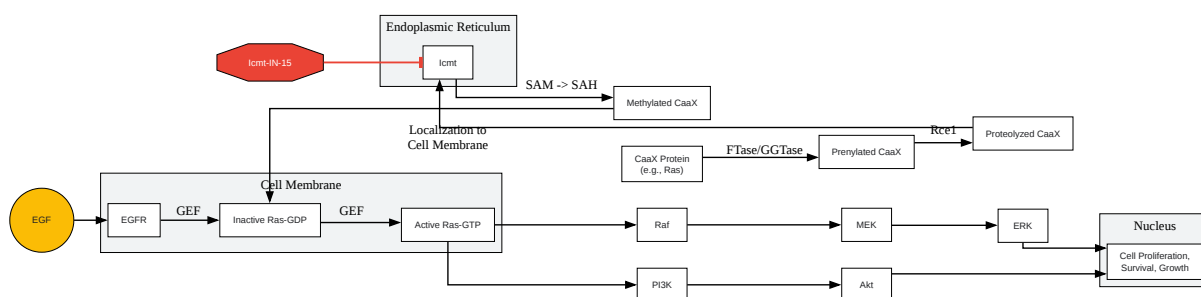 Endoplasmic Reticulum
Icmt-IN-15
Icmt
SAM -> SAH
Methylated CaaX
Localization to
Cell Membrane
Rce1
Proteolyzed CaaX
CaaX Protein
(e.g., Ras)
FTase/GGTase
Prenylated CaaX
Cell Membrane
EGF
EGFR
GEF
Inactive Ras-GDP
GEF
Active Ras-GTP
Raf
MEK
ERK
Nucleus
Cell Proliferation,
Survival, Growth
PI3K
Akt